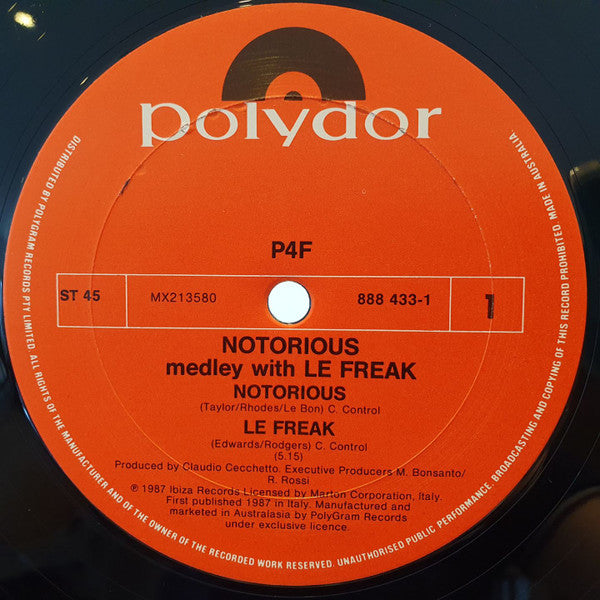 polydor
P4F
ST 45
MX213580
888 433-1
1
NOTORIOUS
medley with LE FREAK
NOTORIOUS
(Taylor/Rhodes/Le Bon) C. Control
LE FREAK
(Edwards/Rodgers) C. Control
(5.15)
Produced by Claudio Cecchetto. Executive Producers M. Bonsanto/
R. Rossi
℗ 1987 Ibiza Records Licensed by Marton Corporation, Italy.
First published 1987 in Italy. Manufactured and
marketed in Australasia by PolyGram Records
under exclusive licence.
DISTRIBUTED BY POLYGRAM RECORDS PTY LIMITED. ALL RIGHTS OF THE MANUFACTURER AND OF THE OWNER OF THE RECORDED WORK RESERVED. UNAUTHORISED PUBLIC PERFORMANCE, BROADCASTING AND COPYING OF THIS RECORD PROHIBITED. MADE IN AUSTRALIA